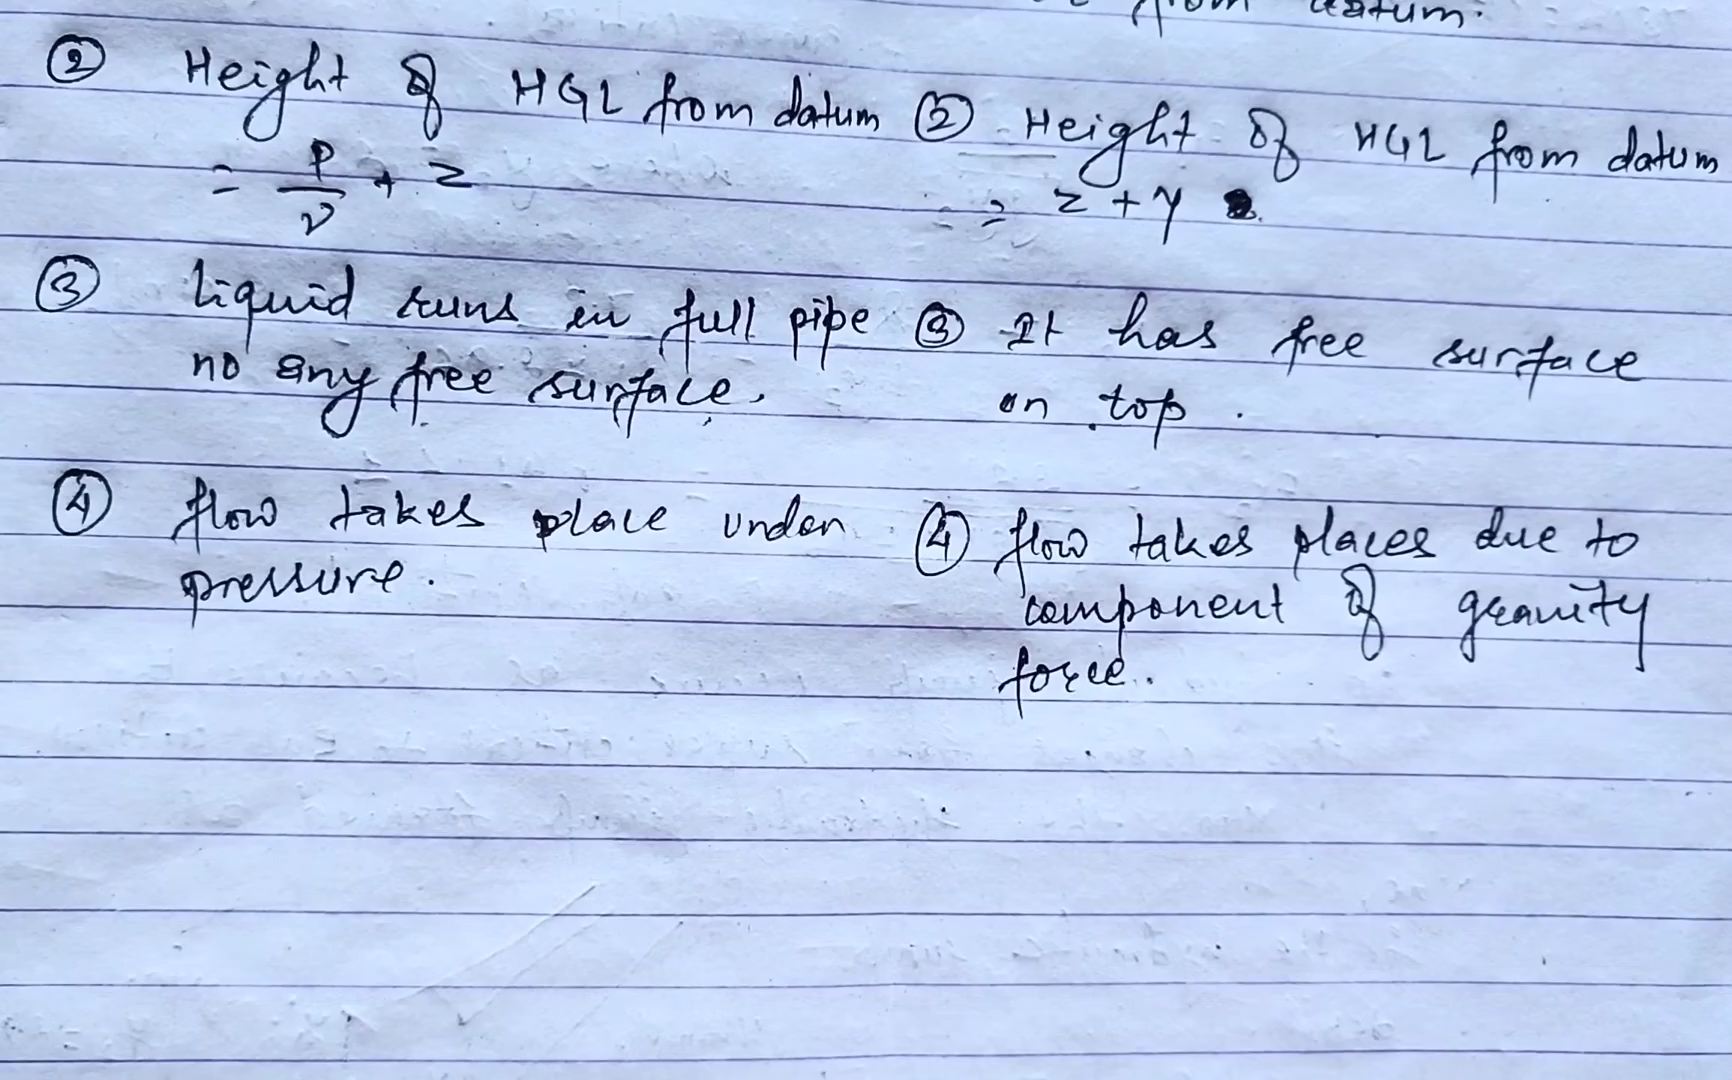 from datum.
② Height of HGL from datum
= P/γ + z
③ liquid runs in full pipe
no any free surface.
④ flow takes place under
pressure.
② Height of HGL from datum
= z + y
③ It has free surface
on top.
④ flow takes places due to
component of gravity
force.